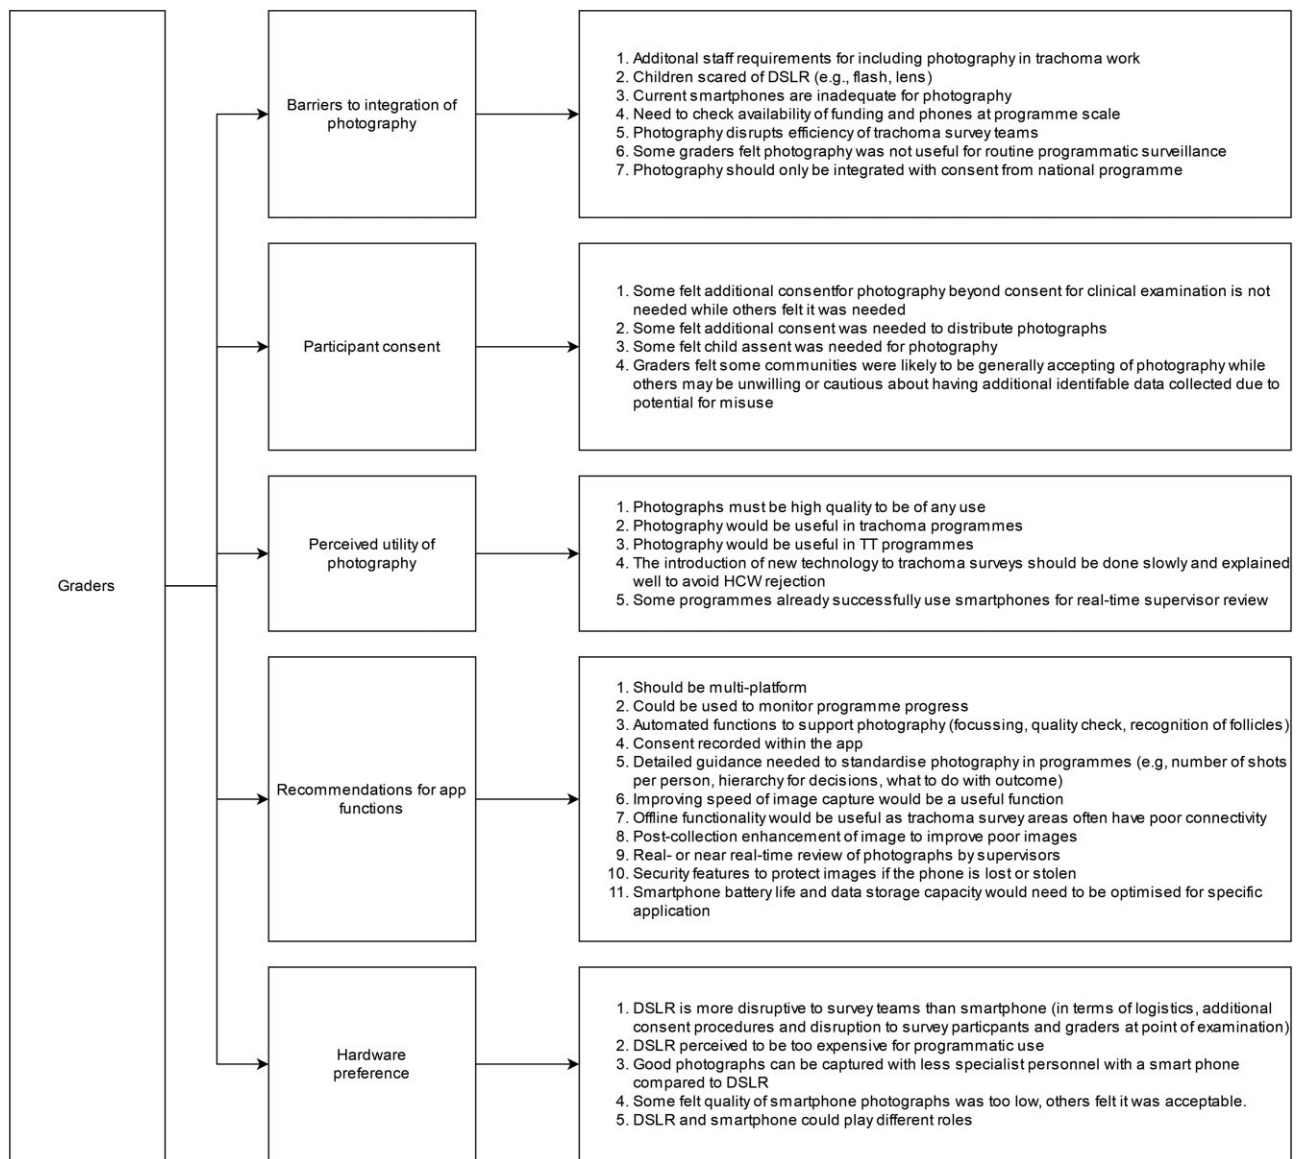 Graders
Barriers to integration of
photography
1. Additonal staff requirements for including photography in trachoma work
2. Children scared of DSLR (e.g., flash, lens)
3. Current smartphones are inadequate for photography
4. Need to check availability of funding and phones at programme scale
5. Photography disrupts efficiency of trachoma survey teams
6. Some graders felt photography was not useful for routine programmatic surveillance
7. Photography should only be integrated with consent from national programme
Participant consent
1. Some felt additional consentfor photography beyond consent for clinical examination is not
needed while others felt it was needed
2. Some felt additional consent was needed to distribute photographs
3. Some felt child assent was needed for photography
4. Graders felt some communities were likely to be generally accepting of photography while
others may be unwilling or cautious about having additional identifable data collected due to
potential for misuse
Perceived utility of
photography
1. Photographs must be high quality to be of any use
2. Photography would be useful in trachoma programmes
3. Photography would be useful in TT programmes
4. The introduction of new technology to trachoma surveys should be done slowly and explained
well to avoid HCW rejection
5. Some programmes already successfully use smartphones for real-time supervisor review
Recommendations for app
functions
1. Should be multi-platform
2. Could be used to monitor programme progress
3. Automated functions to support photography (focussing, quality check, recognition of follicles)
4. Consent recorded within the app
5. Detailed guidance needed to standardise photography in programmes (e.g, number of shots
per person, hierarchy for decisions, what to do with outcome)
6. Improving speed of image capture would be a useful function
7. Offline functionality would be useful as trachoma survey areas often have poor connectivity
8. Post-collection enhancement of image to improve poor images
9. Real- or near real-time review of photographs by supervisors
10. Security features to protect images if the phone is lost or stolen
11. Smartphone battery life and data storage capacity would need to be optimised for specific
application
Hardware
preference
1. DSLR is more disruptive to survey teams than smartphone (in terms of logistics, additional
consent procedures and disruption to survey particpants and graders at point of examination)
2. DSLR perceived to be too expensive for programmatic use
3. Good photographs can be captured with less specialist personnel with a smart phone
compared to DSLR
4. Some felt quality of smartphone photographs was too low, others felt it was acceptable.
5. DSLR and smartphone could play different roles